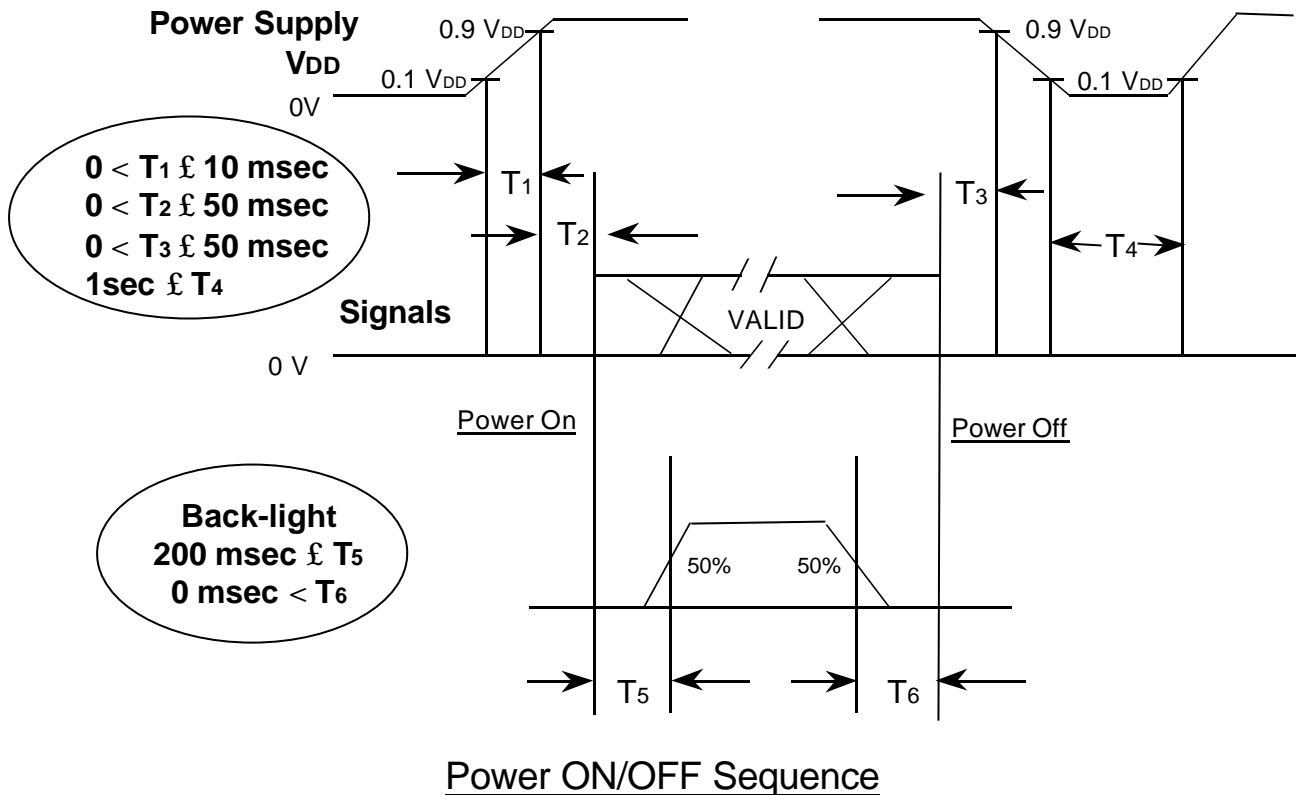 Power Supply
VDD
0.9 VDD
0.1 VDD
0V
0.9 VDD
0.1 VDD
0 < T1 £ 10 msec
0 < T2 £ 50 msec
0 < T3 £ 50 msec
1sec £ T4
T1
T2
T3
T4
Signals
VALID
0 V
Power On
Power Off
Back-light
200 msec £ T5
0 msec < T6
50%
50%
T5
T6
Power ON/OFF Sequence